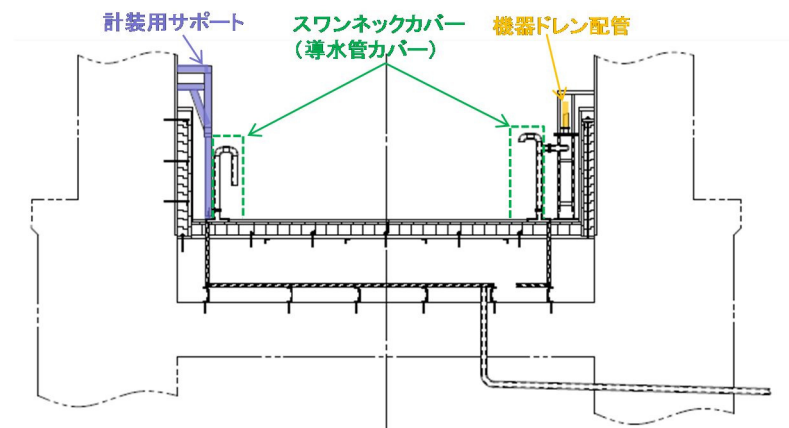 計装用サポート
スワンネックカバー
（導水管カバー）
機器ドレン配管